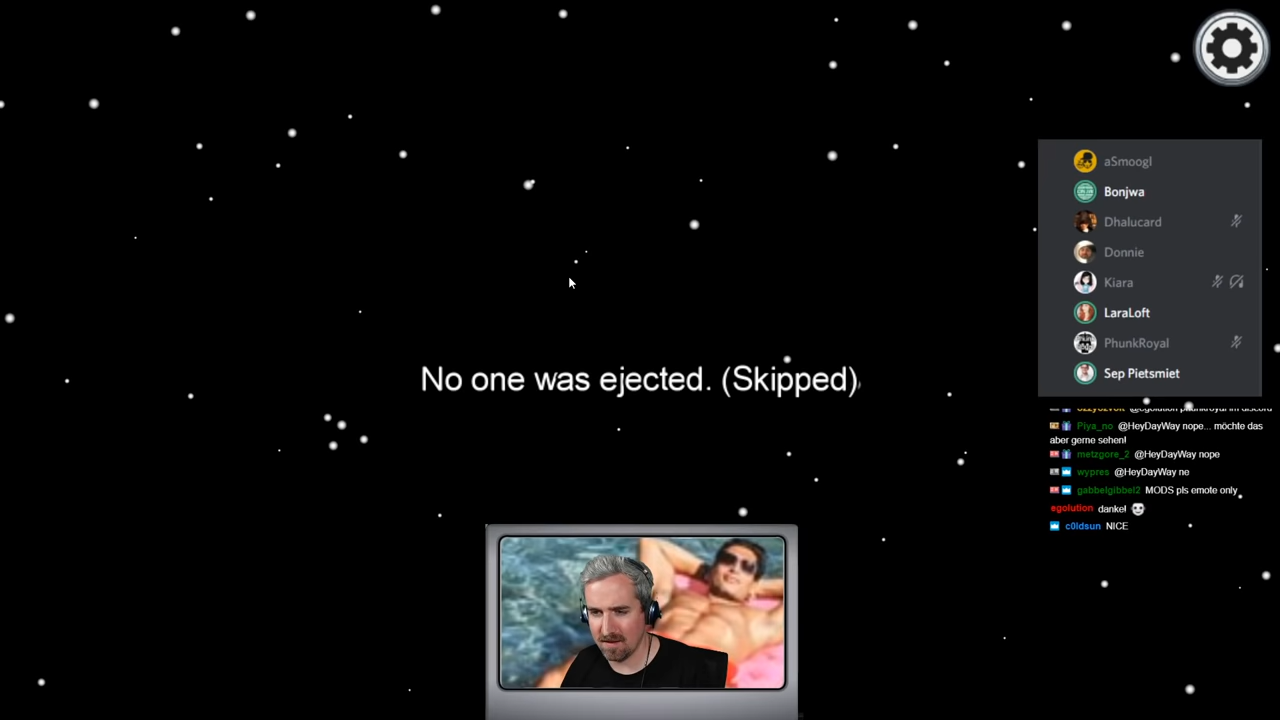 aSmoogl
Bonjwa
Dhalucard
Donnie
Kiara
LaraLoft
PhunkRoyal
Sep Pietsmiet
No one was ejected. (Skipped)
Piya_no @HeyDayWay nope... möchte das
aber gerne sehen!
metzgore_2 @HeyDayWay nope
wypres @HeyDayWay ne
gabbelgibbel2 MODS pls emote only
egolution danke!
c0ldsun NICE